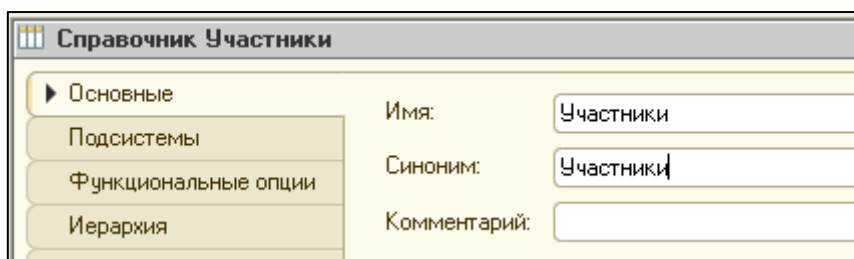 Справочник Участники
Основные
Имя: Участники
Подсистемы
Синоним: Участники
Функциональные опции
Иерархия
Комментарий: